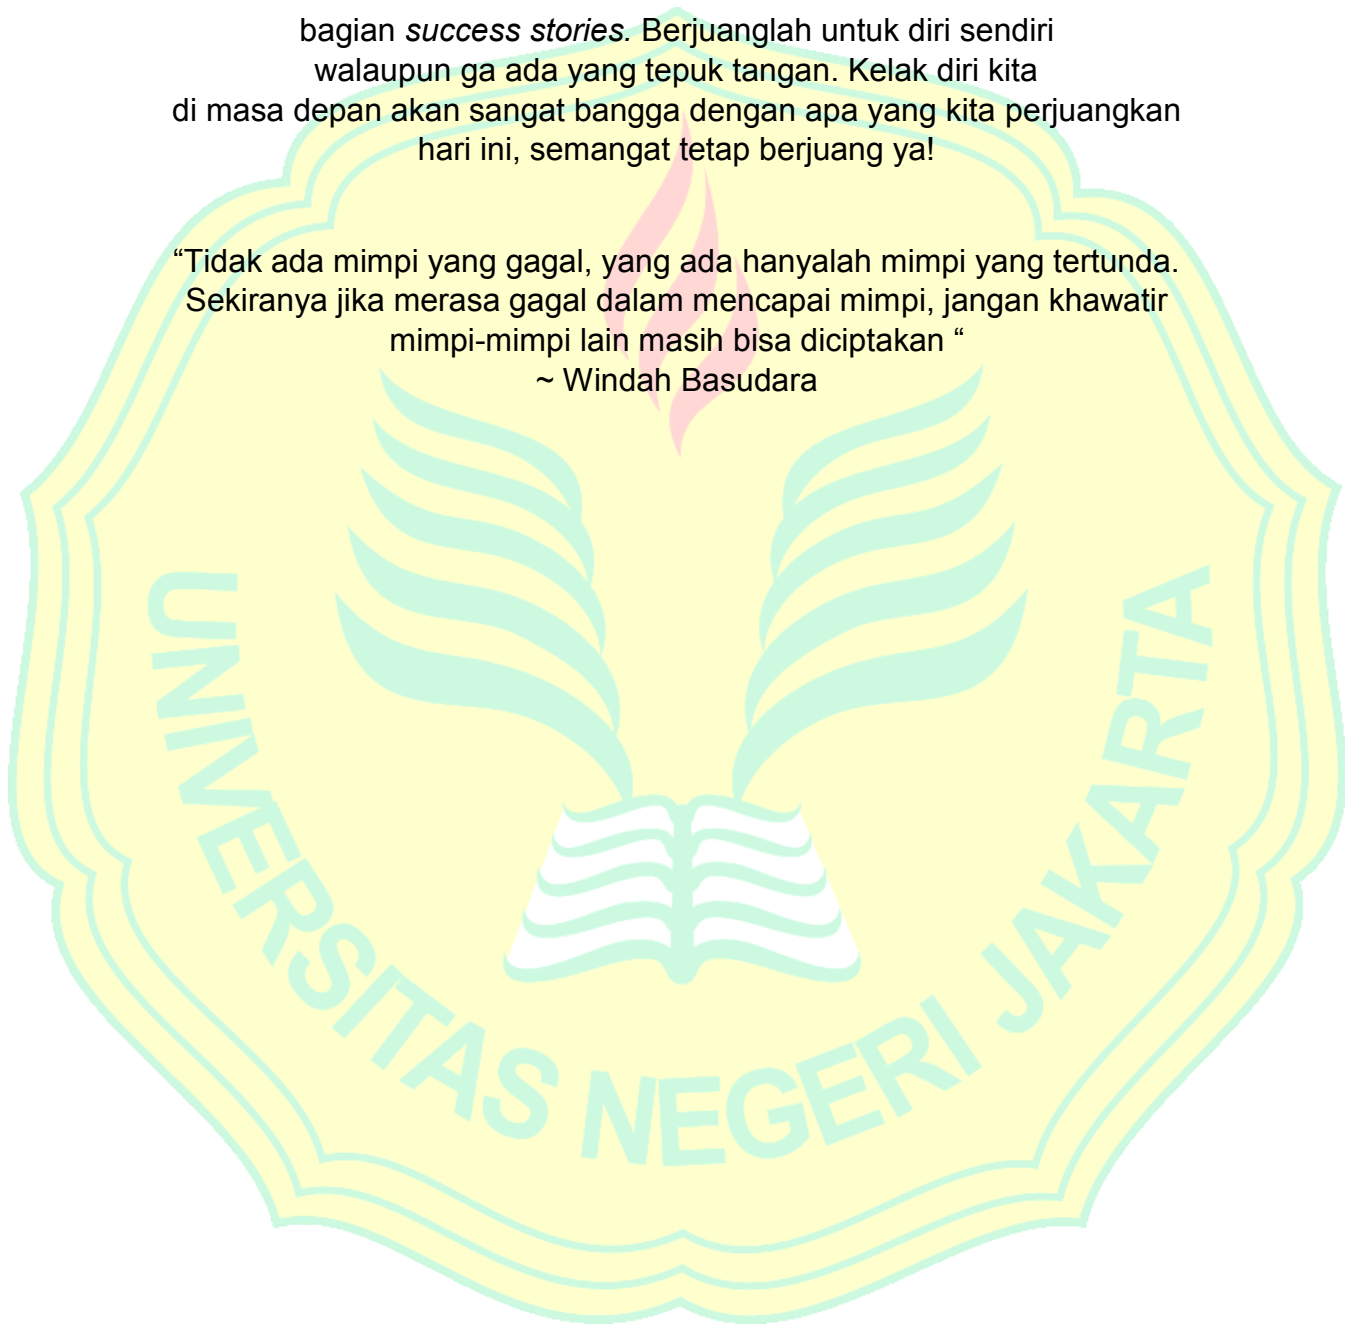 bagian success stories. Berjuanglah untuk diri sendiri
walaupun ga ada yang tepuk tangan. Kelak diri kita
di masa depan akan sangat bangga dengan apa yang kita perjuangkan
hari ini, semangat tetap berjuang ya!
“Tidak ada mimpi yang gagal, yang ada hanyalah mimpi yang tertunda.
Sekiranya jika merasa gagal dalam mencapai mimpi, jangan khawatir
mimpi-mimpi lain masih bisa diciptakan “
~ Windah Basudara
UNIVERSITAS NEGERI JAKARTA